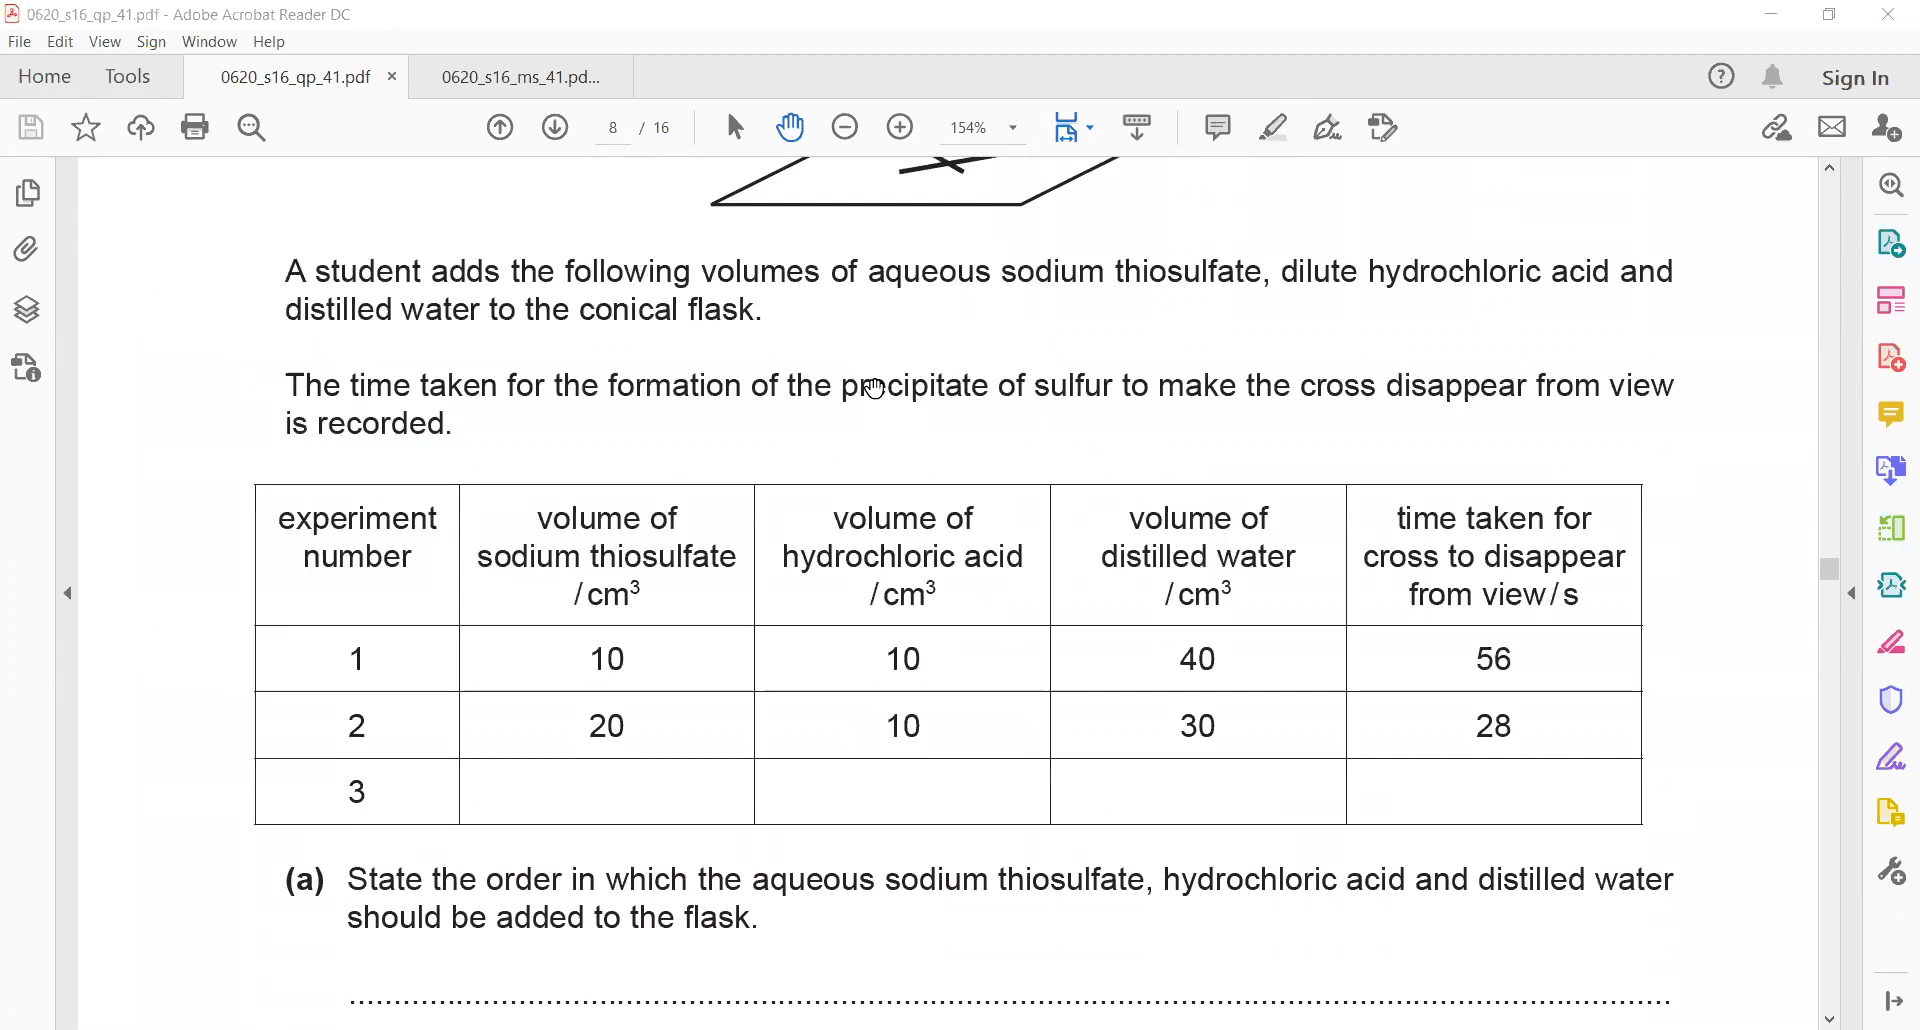 0620_s16_qp_41.pdf - Adobe Acrobat Reader DC
File Edit View Sign Window Help
Home Tools 0620_s16_qp_41.pdf × 0620_s16_ms_41.pd... Sign In
8 / 16 154%
A student adds the following volumes of aqueous sodium thiosulfate, dilute hydrochloric acid and
distilled water to the conical flask.
The time taken for the formation of the precipitate of sulfur to make the cross disappear from view
is recorded.
experiment number volume of sodium thiosulfate /cm³ volume of hydrochloric acid /cm³ volume of distilled water /cm³ time taken for cross to disappear from view/s
1 10 10 40 56
2 20 10 30 28
3
(a) State the order in which the aqueous sodium thiosulfate, hydrochloric acid and distilled water
should be added to the flask.